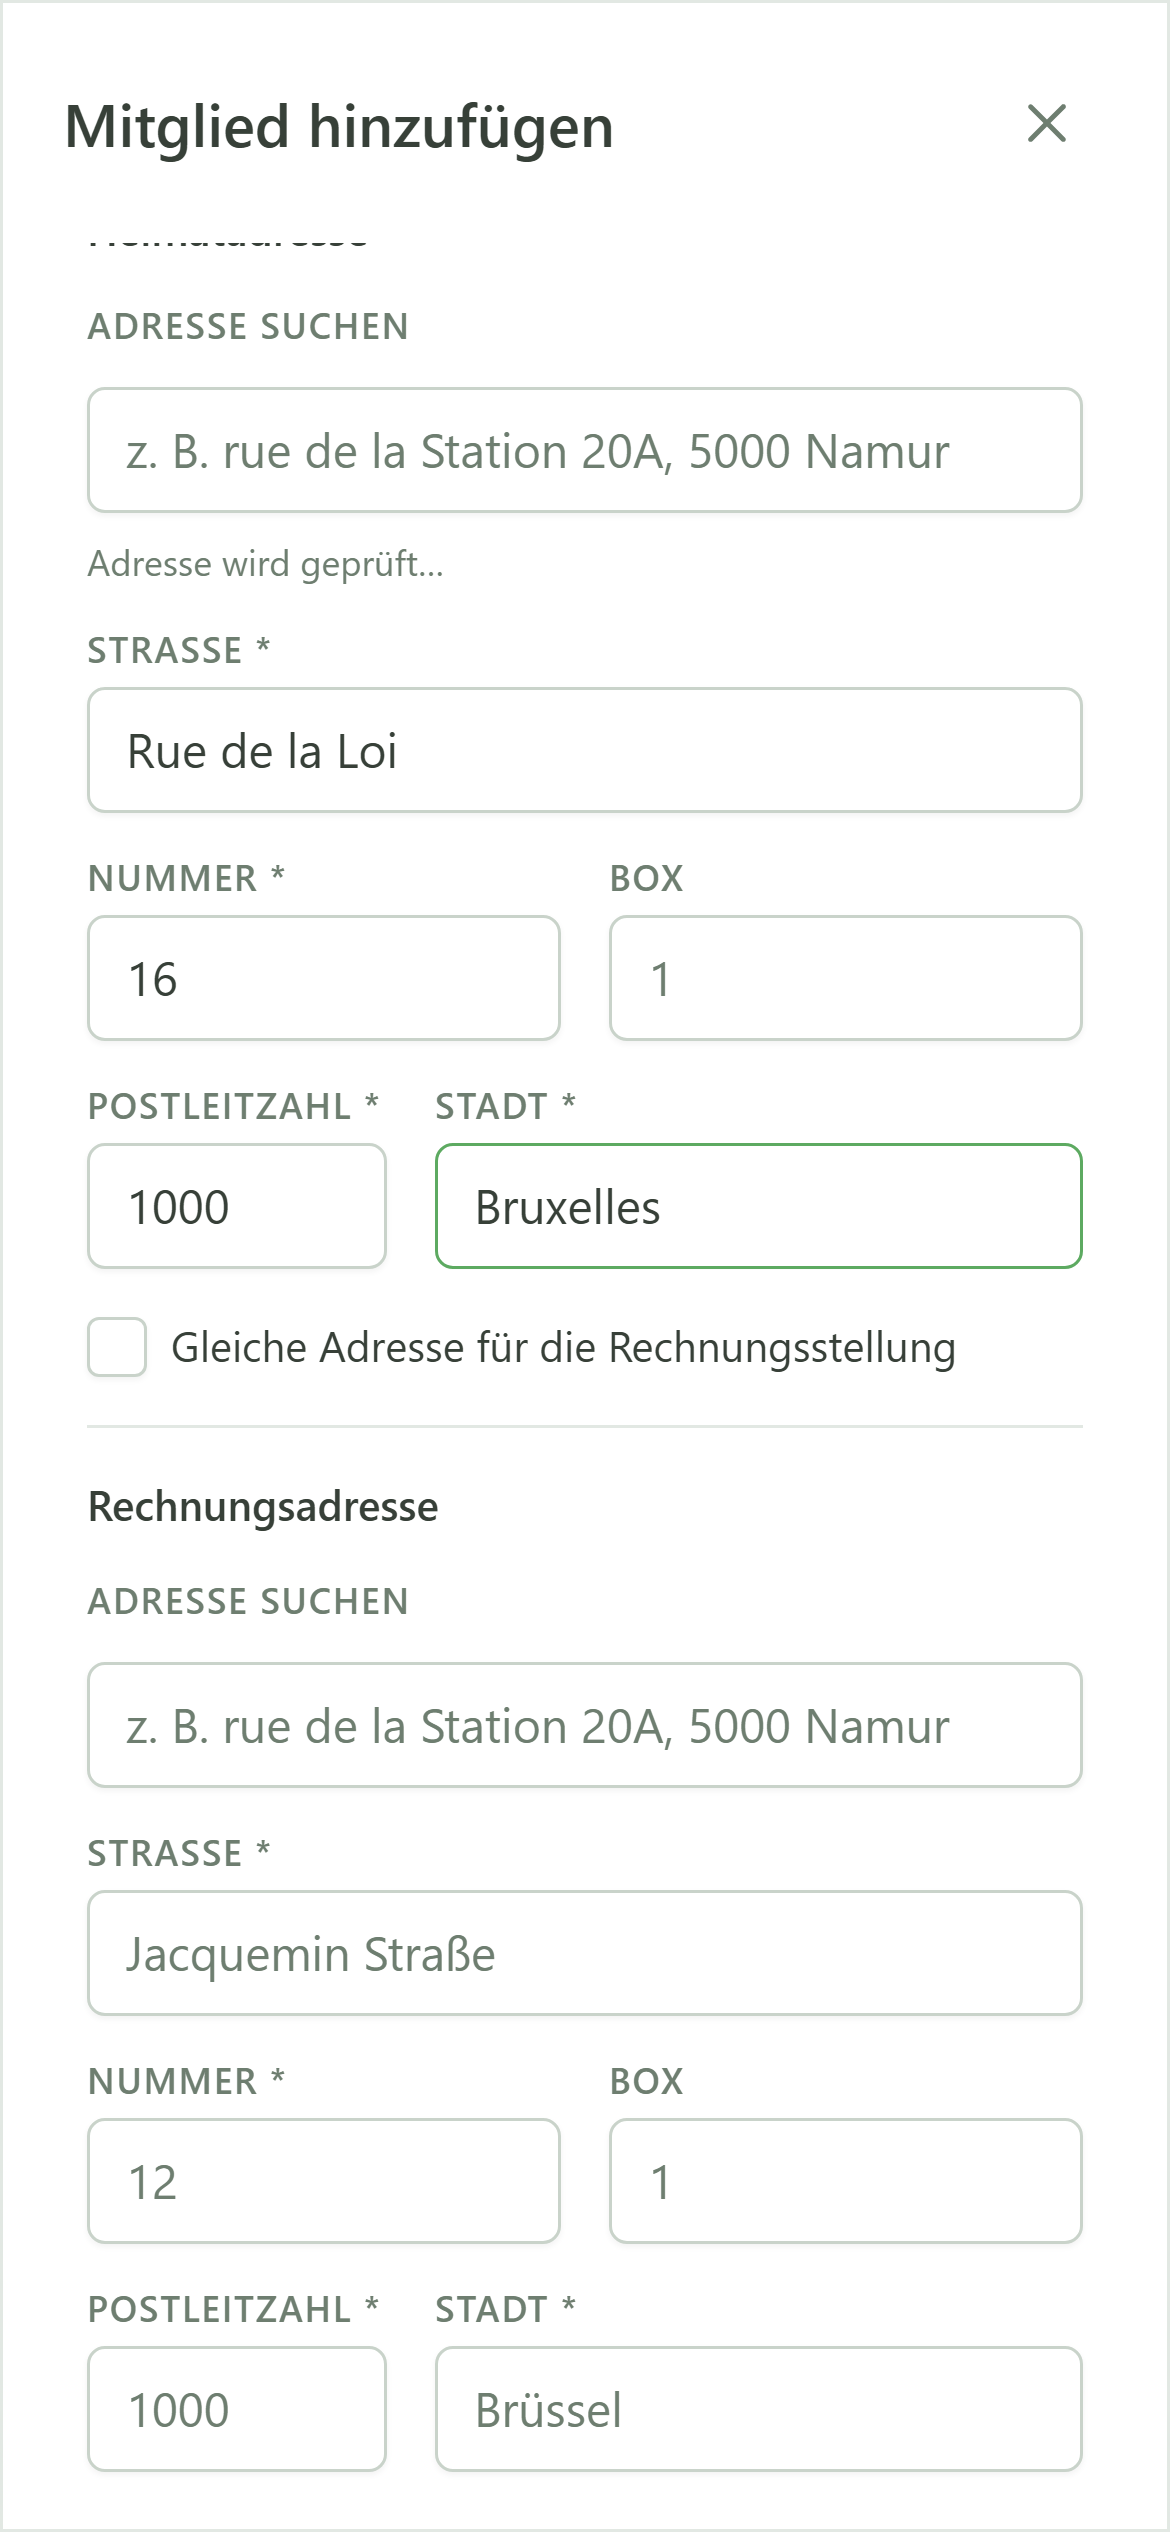 Mitglied hinzufügen
ADRESSE SUCHEN
z. B. rue de la Station 20A, 5000 Namur
Adresse wird geprüft...
STRASSE *
Rue de la Loi
NUMMER *
BOX
16
1
POSTLEITZAHL *
STADT *
1000
Bruxelles
Gleiche Adresse für die Rechnungsstellung
Rechnungsadresse
ADRESSE SUCHEN
z. B. rue de la Station 20A, 5000 Namur
STRASSE *
Jacquemin Straße
NUMMER *
BOX
12
1
POSTLEITZAHL *
STADT *
1000
Brüssel